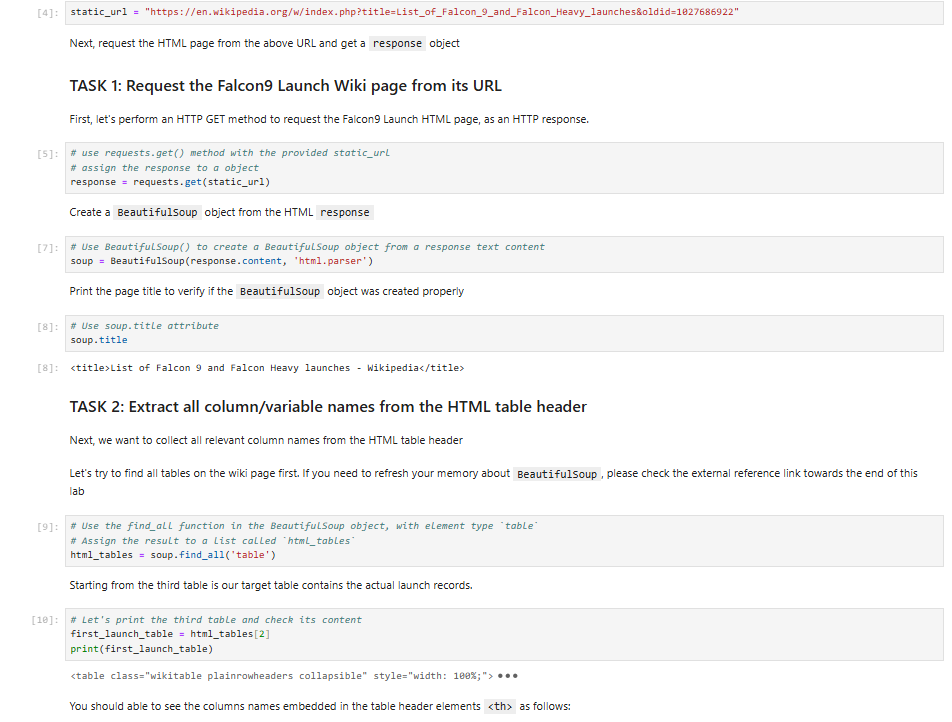 [4]: static_url = "https://en.wikipedia.org/w/index.php?title=List_of_Falcon_9_and_Falcon_Heavy_launches&oldid=1027686922"
Next, request the HTML page from the above URL and get a response object
TASK 1: Request the Falcon9 Launch Wiki page from its URL
First, let's perform an HTTP GET method to request the Falcon9 Launch HTML page, as an HTTP response.
[5]: # use requests.get() method with the provided static_url
# assign the response to a object
response = requests.get(static_url)
Create a BeautifulSoup object from the HTML response
[7]: # Use BeautifulSoup() to create a BeautifulSoup object from a response text content
soup = BeautifulSoup(response.content, 'html.parser')
Print the page title to verify if the BeautifulSoup object was created properly
[8]: # Use soup.title attribute
soup.title
[8]: <title>List of Falcon 9 and Falcon Heavy launches - Wikipedia</title>
TASK 2: Extract all column/variable names from the HTML table header
Next, we want to collect all relevant column names from the HTML table header
Let's try to find all tables on the wiki page first. If you need to refresh your memory about BeautifulSoup, please check the external reference link towards the end of this
lab
[9]: # Use the find_all function in the BeautifulSoup object, with element type `table`
# Assign the result to a list called `html_tables`
html_tables = soup.find_all('table')
Starting from the third table is our target table contains the actual launch records.
[10]: # Let's print the third table and check its content
first_launch_table = html_tables[2]
print(first_launch_table)
<table class="wikitable plainrowheaders collapsible" style="width: 100%;"> •••
You should able to see the columns names embedded in the table header elements <th> as follows: